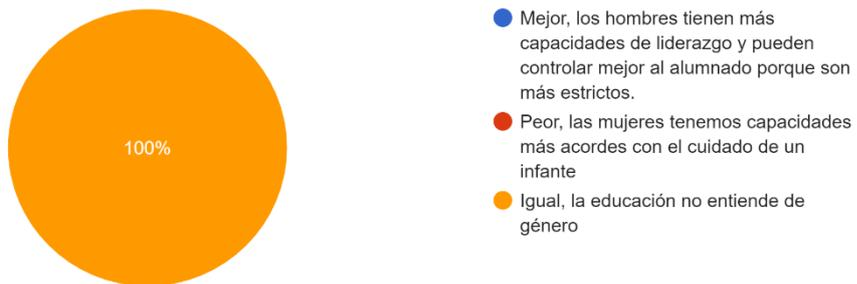 100%
Mejor, los hombres tienen más
capacidades de liderazgo y pueden
controlar mejor al alumnado porque son
más estrictos.
Peor, las mujeres tenemos capacidades
más acordes con el cuidado de un
infante
Igual, la educación no entiende de
género